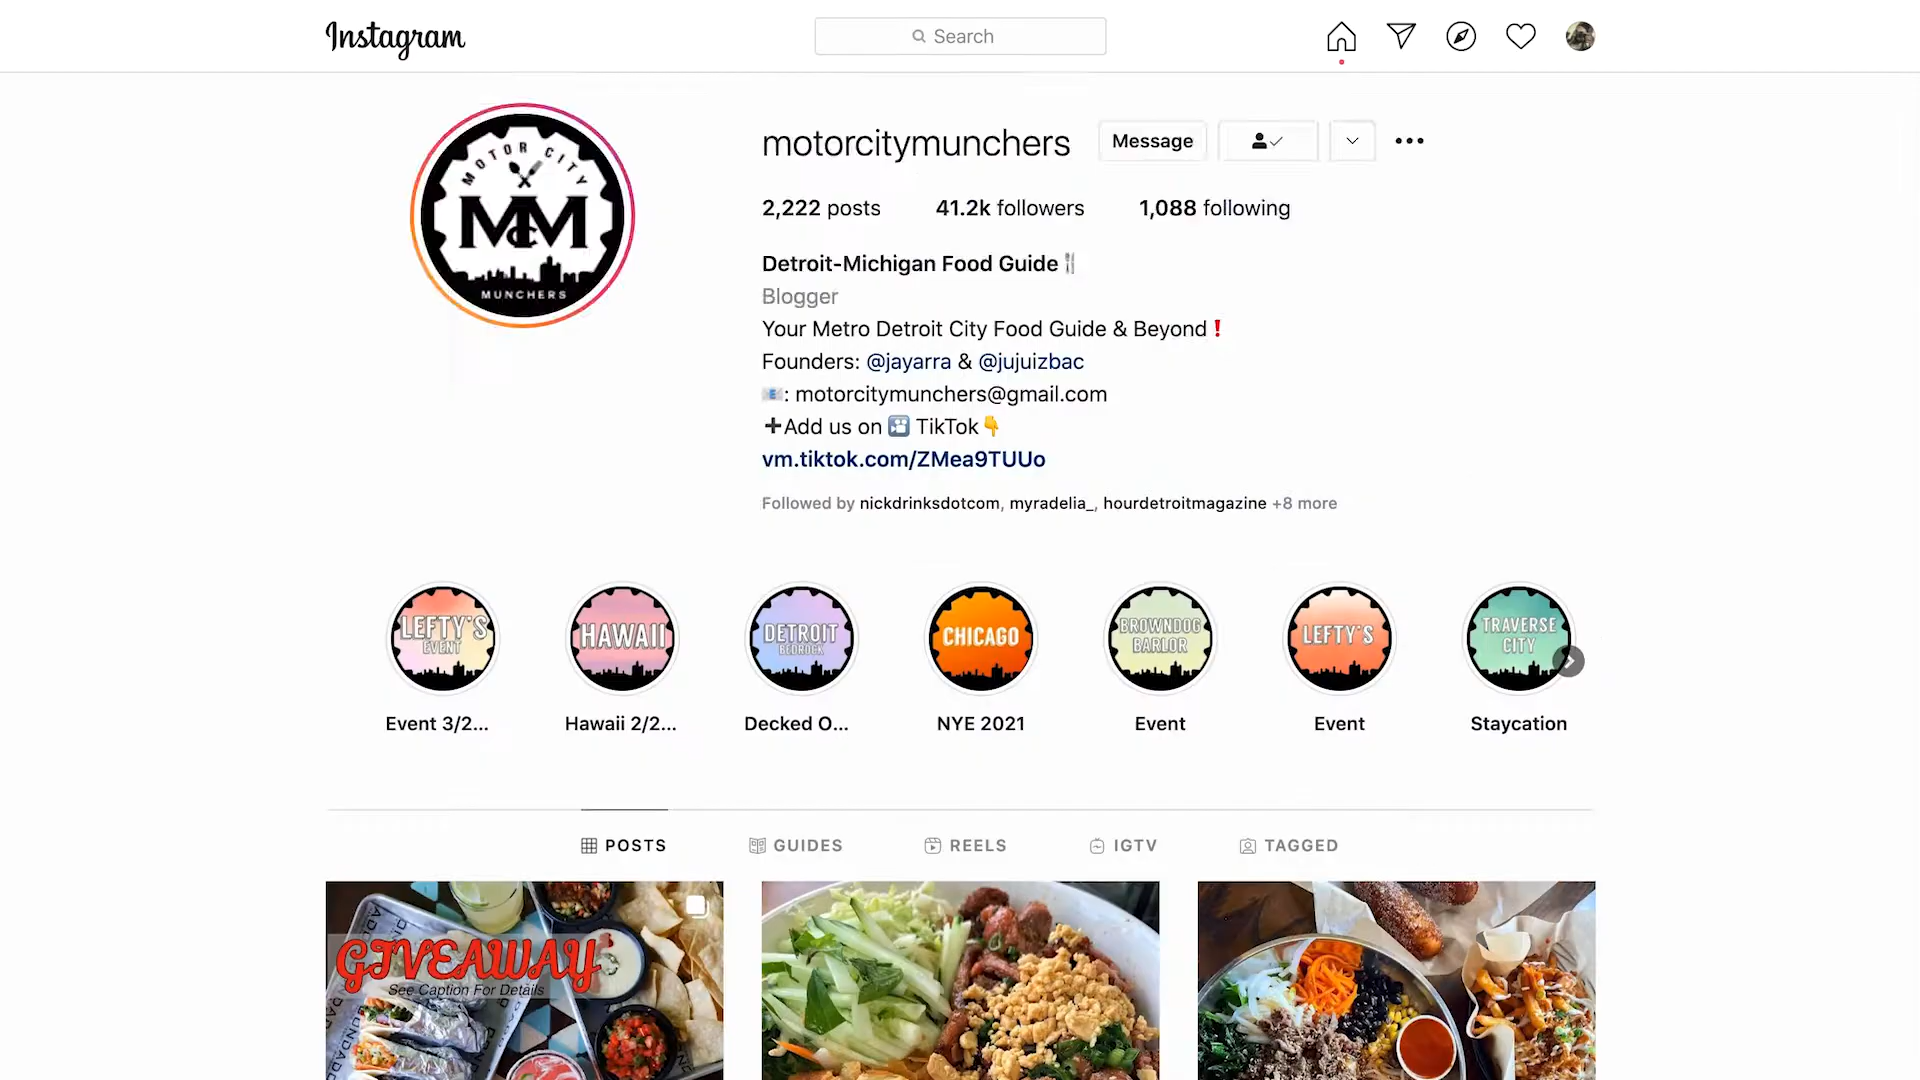 Instagram
Search
MOTOR CITY
McM
MUNCHERS
motorcitymunchers
Message
2,222 posts 41.2k followers 1,088 following
Detroit-Michigan Food Guide🍴
Blogger
Your Metro Detroit City Food Guide & Beyond❗
Founders: @jayarra & @jujuizbac
📧: motorcitymunchers@gmail.com
➕Add us on 🎦 TikTok👇
vm.tiktok.com/ZMea9TUUo
Followed by nickdrinksdotcom, myradelia_, hourdetroitmagazine +8 more
LEFTY'S
EVENT
HAWAII
DETROIT
BEDROCK
CHICAGO
BROWNDOG
BARLOR
LEFTY'S
TRAVERSE
CITY
Event 3/2...
Hawaii 2/2...
Decked O...
NYE 2021
Event
Event
Staycation
POSTS
GUIDES
REELS
IGTV
TAGGED
GIVEAWAY
See Caption For Details